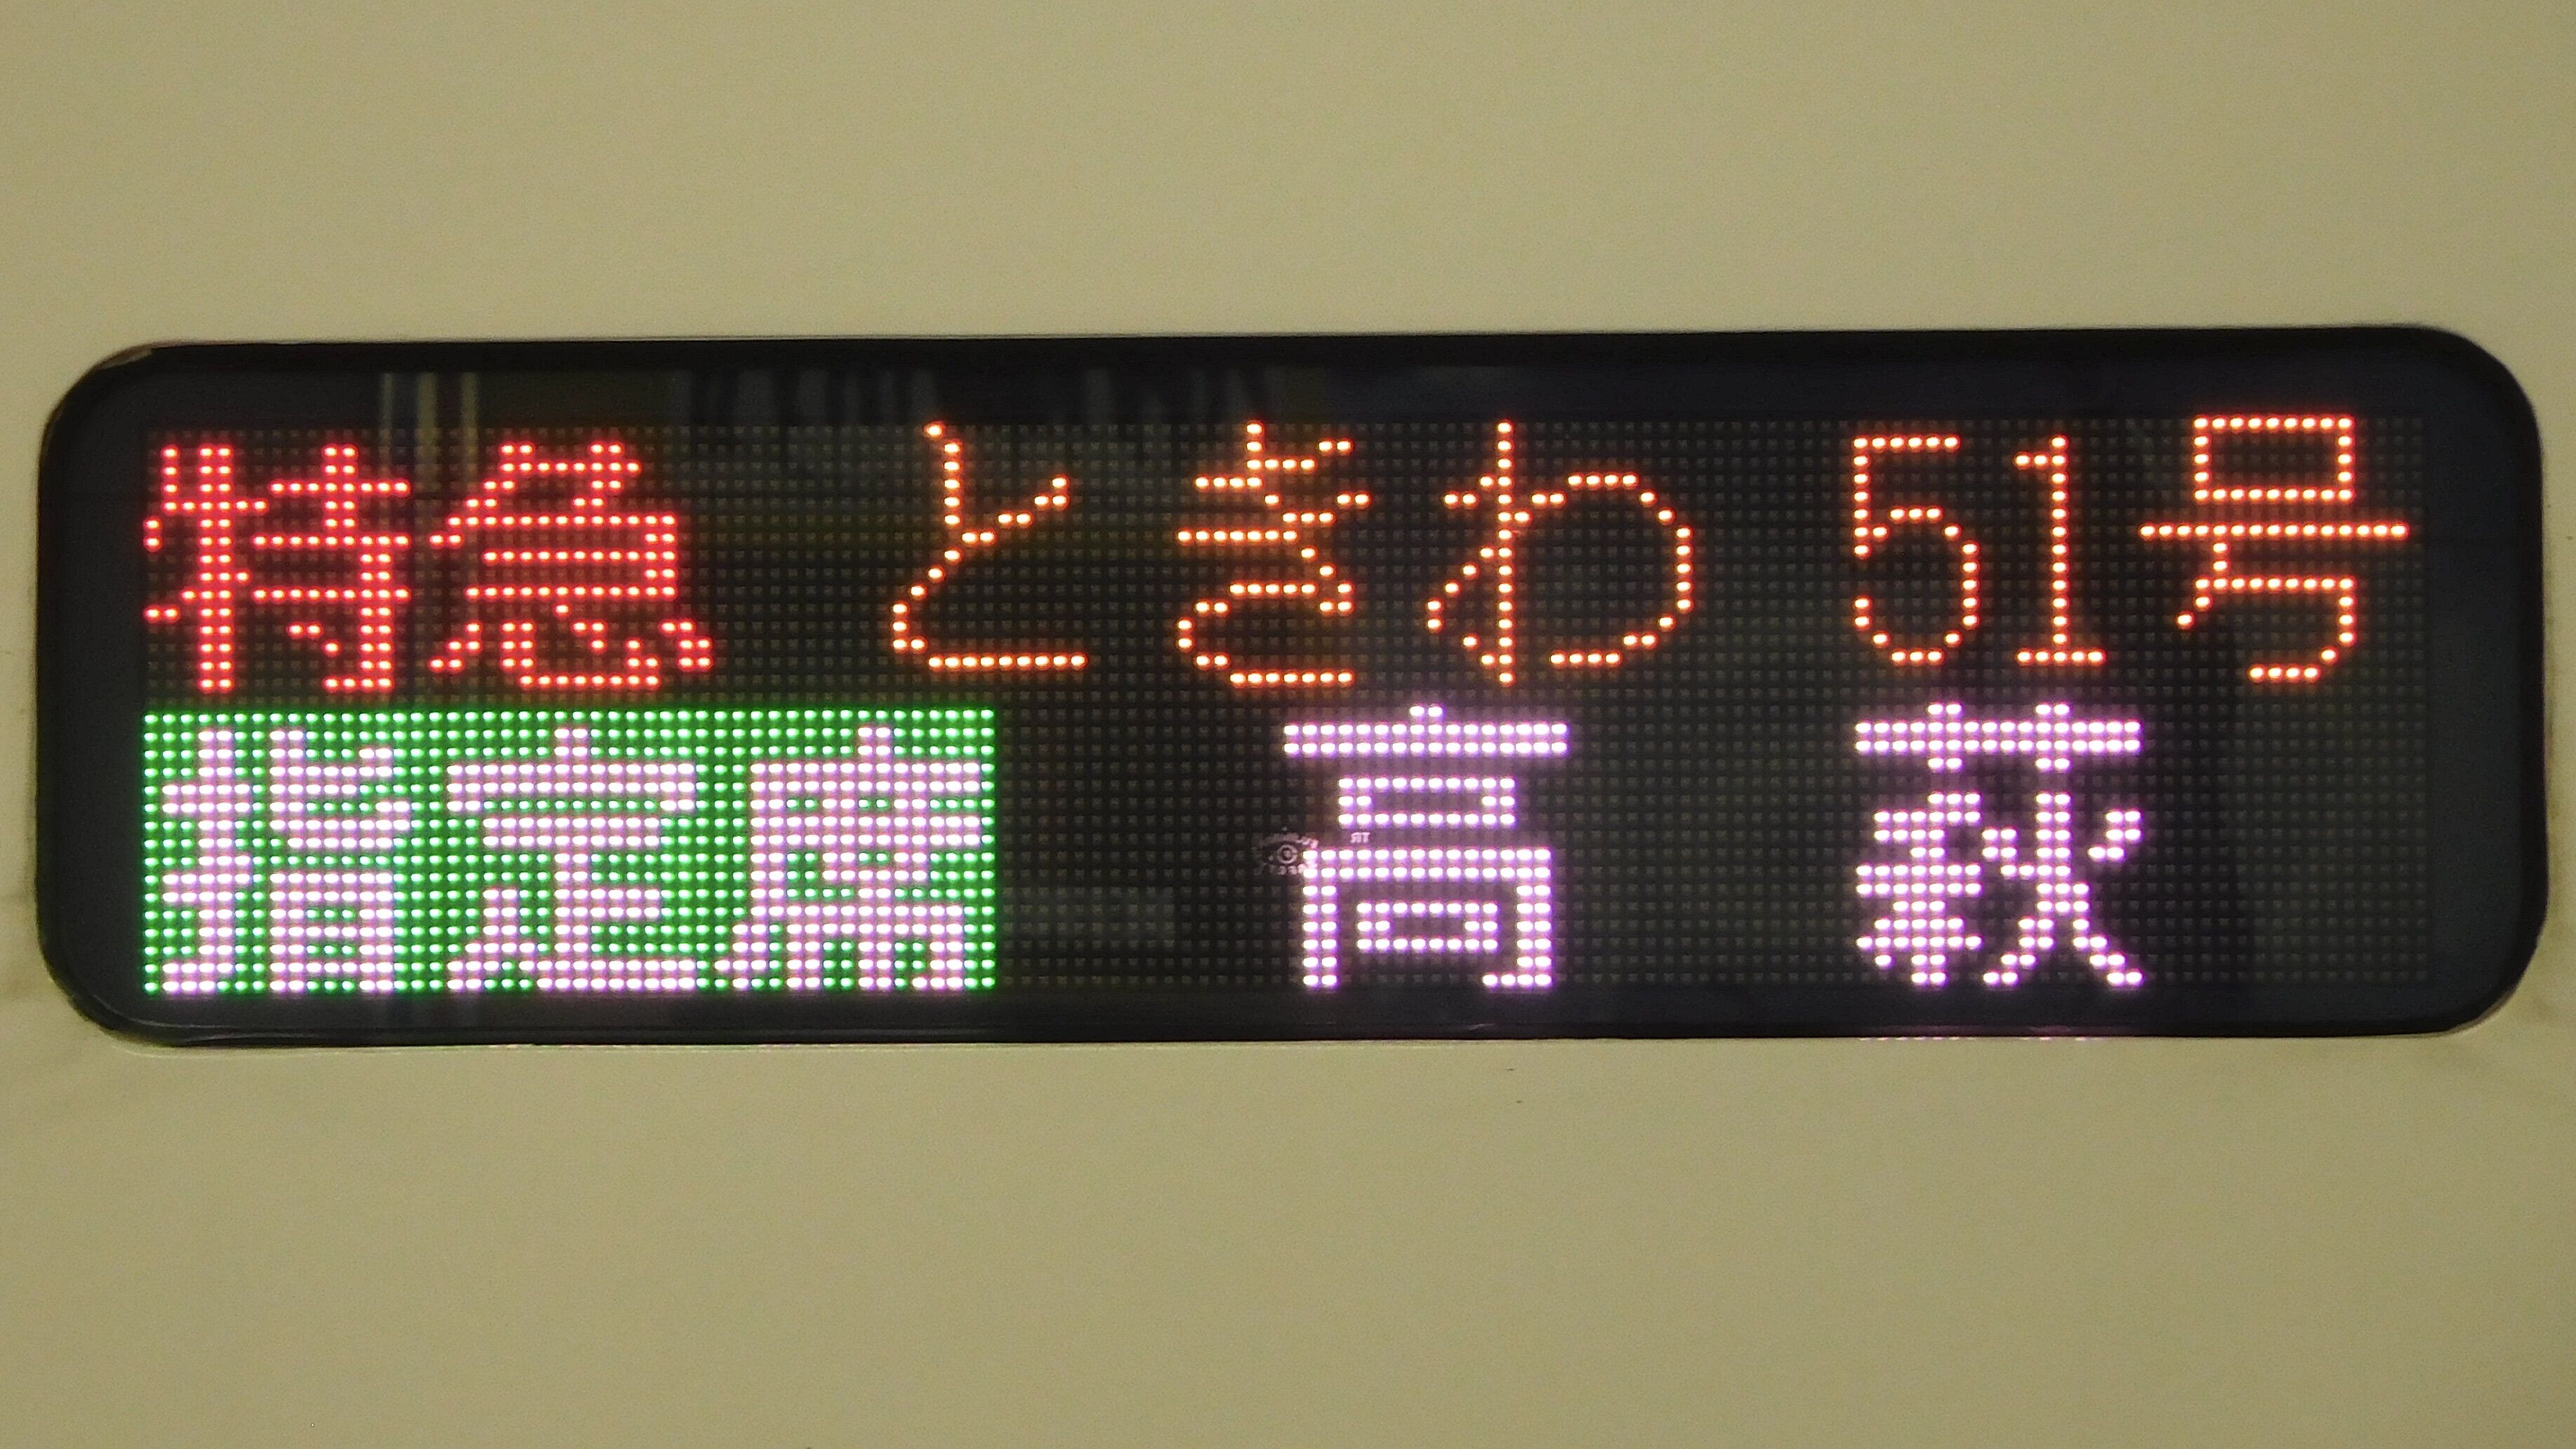 特急 ときわ 51号
指定席 高萩